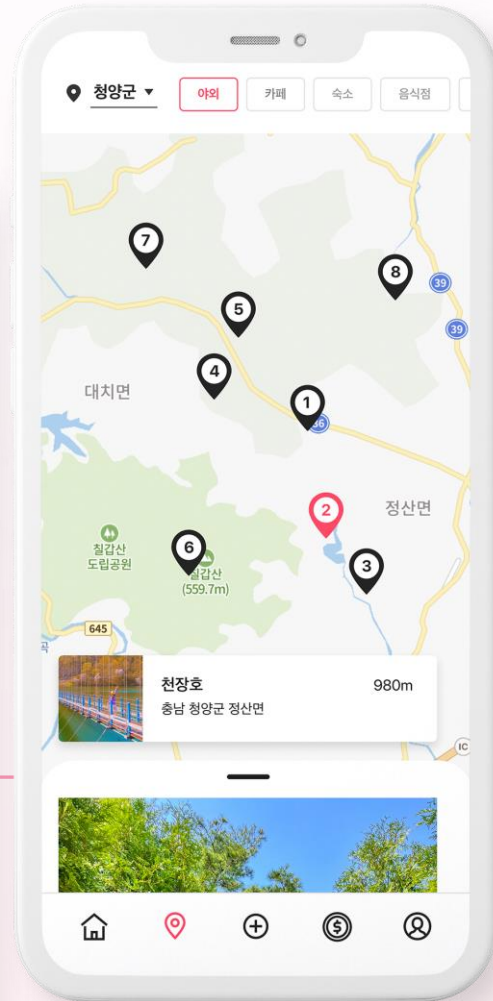 청양군
야외
카페
숙소
음식점
7
8
39
5
39
4
대치면
1
36
2
정산면
칠갑산
도립공원
6
3
칠갑산
(559.7m)
645
천장호
980m
충남 청양군 정산면
IC